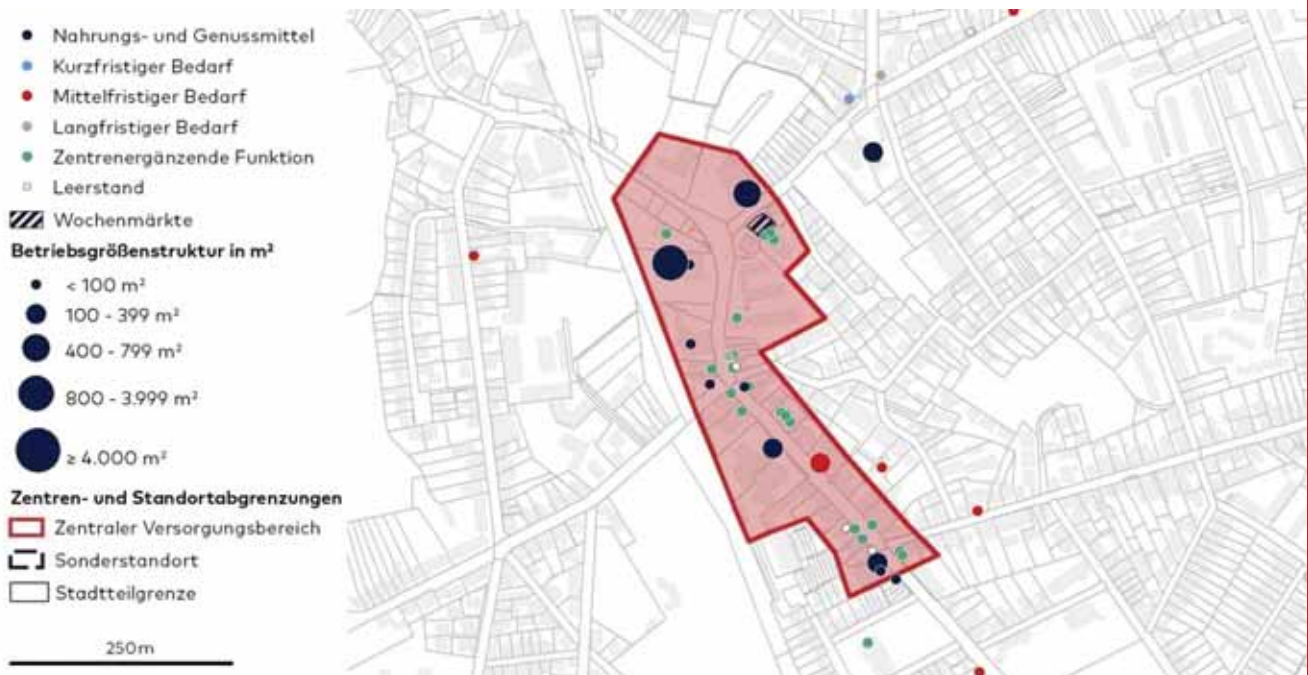 Nahrungs- und Genussmittel
Kurzfristiger Bedarf
Mittelfristiger Bedarf
Langfristiger Bedarf
Zentrenergänzende Funktion
Leerstand
Wochenmärkte
Betriebsgrößenstruktur in m²
< 100 m²
100 - 399 m²
400 - 799 m²
800 - 3.999 m²
≥ 4.000 m²
Zentren- und Standortabgrenzungen
Zentraler Versorgungsbereich
Sonderstandort
Stadtteilgrenze
250m